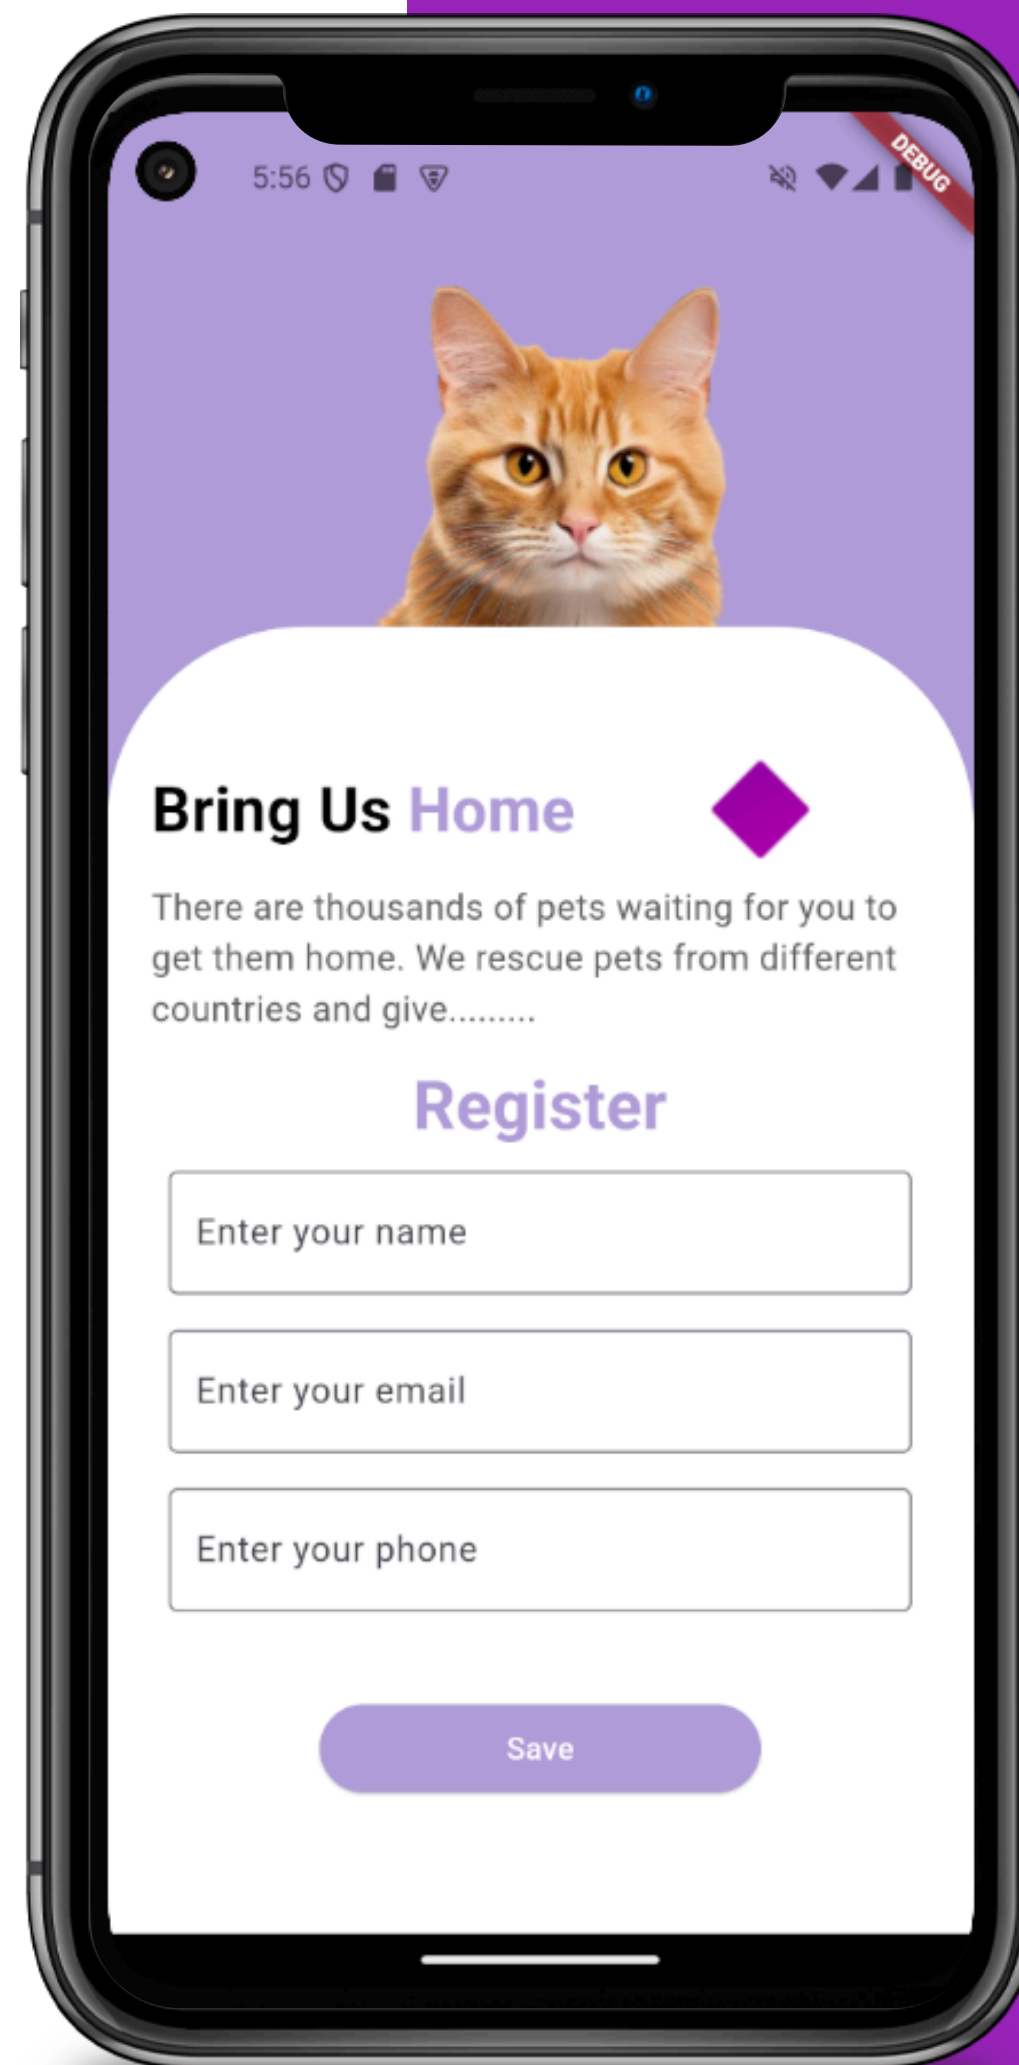 5:56
DEBUG
Bring Us Home
There are thousands of pets waiting for you to
get them home. We rescue pets from different
countries and give.........
Register
Enter your name
Enter your email
Enter your phone
Save